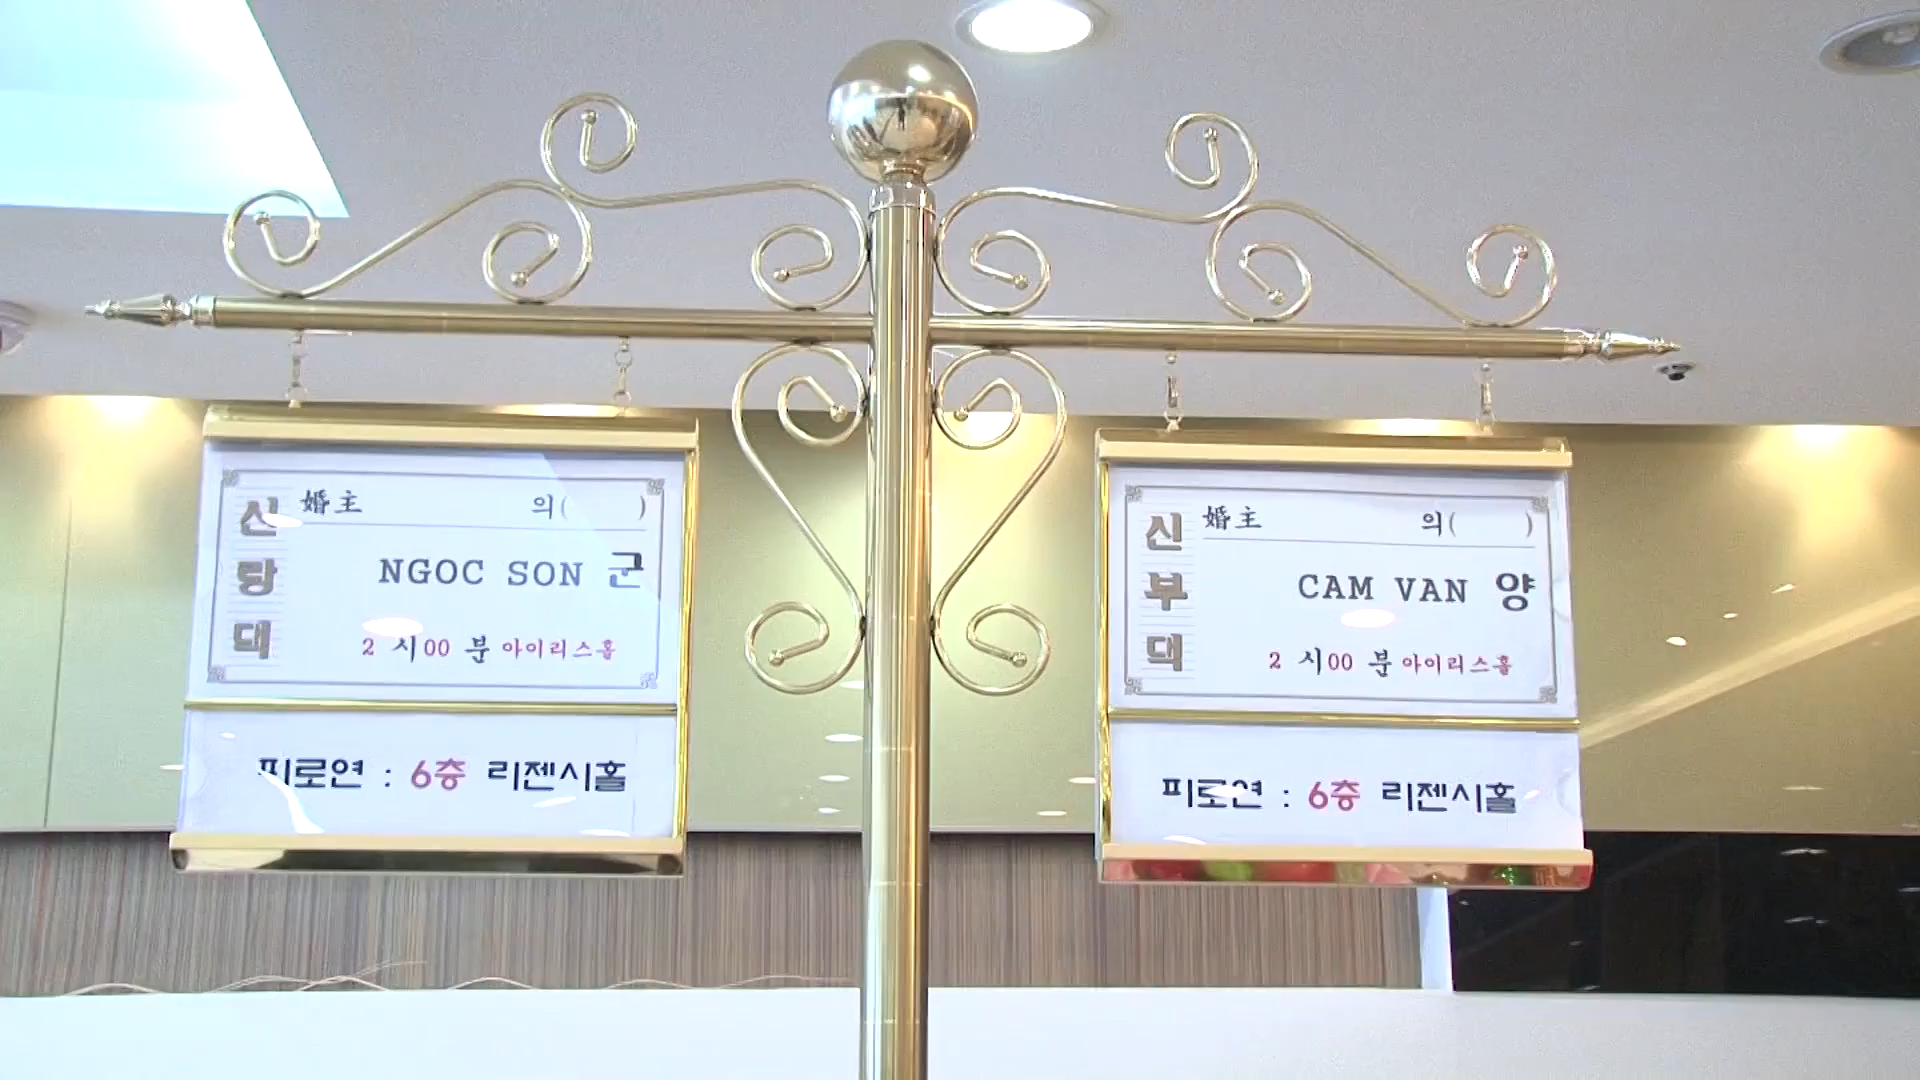 신랑댁
婚主 의( )
NGOC SON 군
2 시00 분 아이리스홀
피로연 : 6층 리젠시홀
신부댁
婚主 의( )
CAM VAN 양
2 시00 분 아이리스홀
피로연 : 6층 리젠시홀